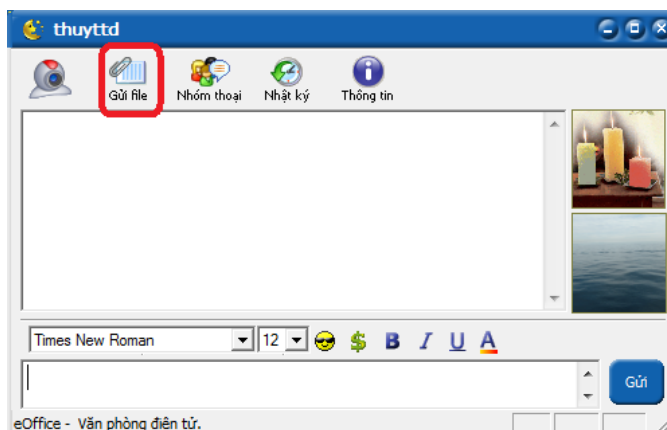 thuyttd
Gửi file Nhóm thoại Nhật ký Thông tin
Times New Roman 12 $ B I U A
Gửi
eOffice - Văn phòng điện tử.